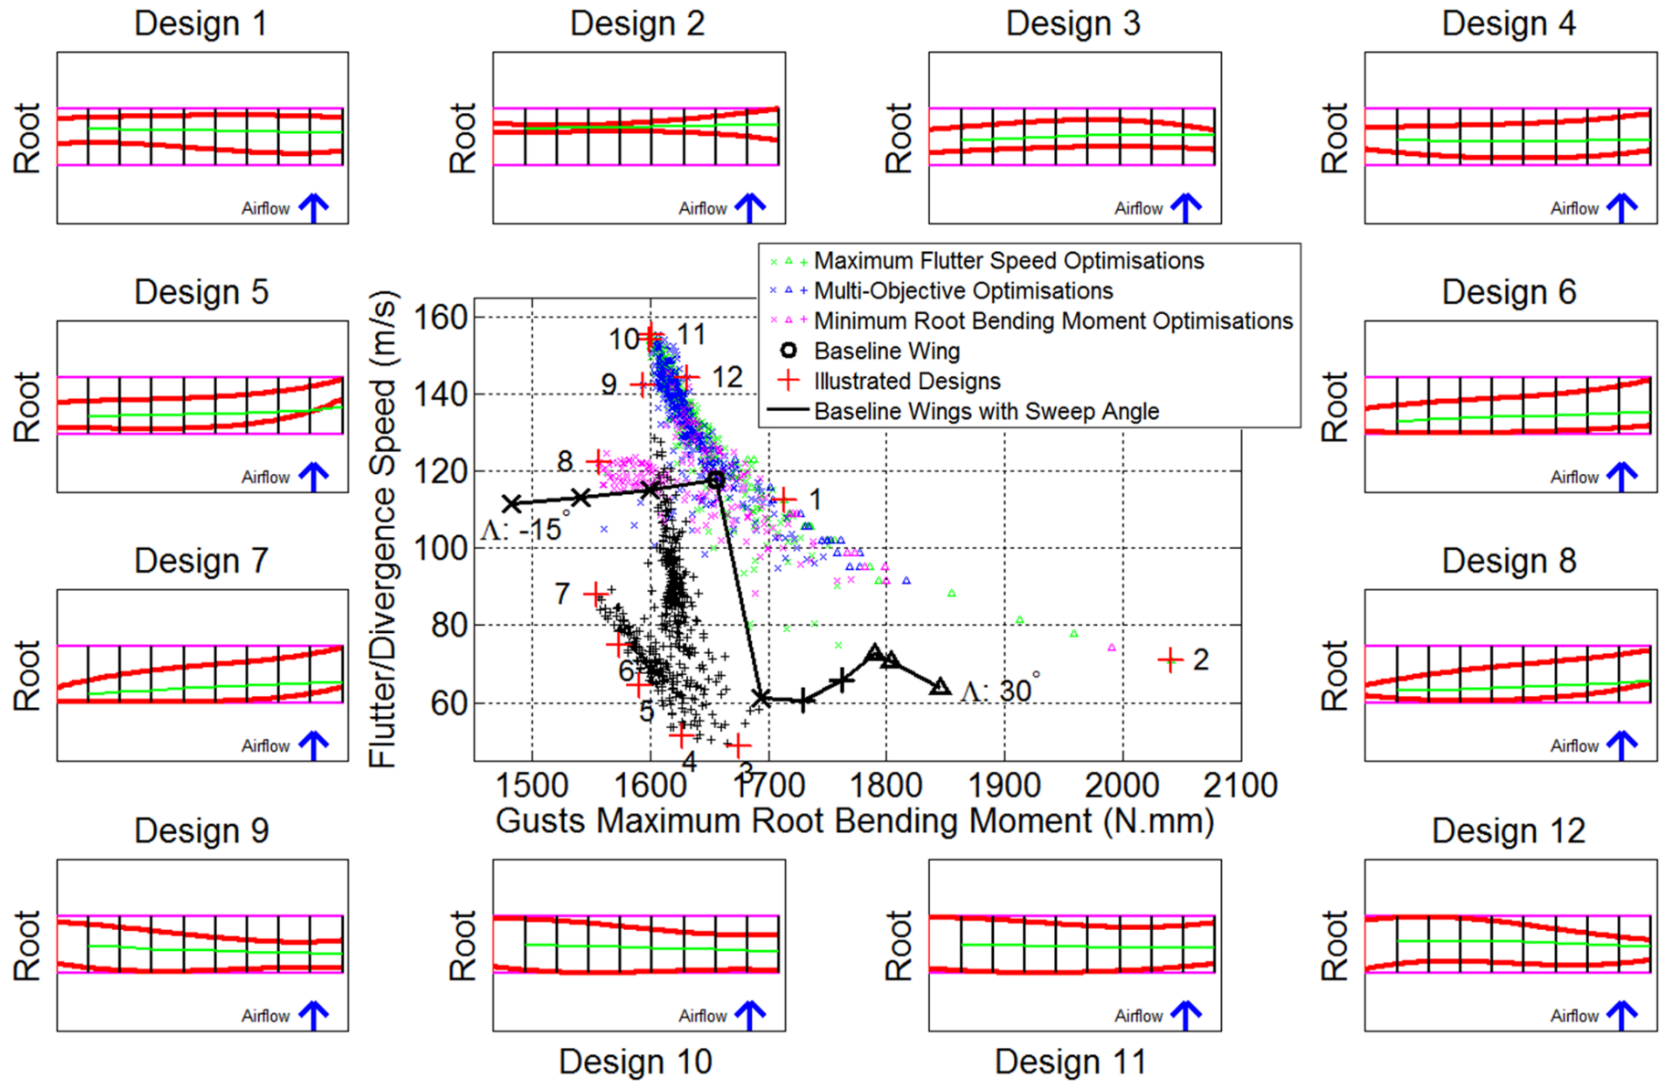 Design 1
Design 2
Design 3
Design 4
Root
Airflow
Root
Airflow
Root
Airflow
Root
Airflow
Design 5
Root
Airflow
Design 6
Root
Airflow
Design 7
Root
Airflow
Design 8
Root
Airflow
Maximum Flutter Speed Optimisations
Multi-Objective Optimisations
Minimum Root Bending Moment Optimisations
Baseline Wing
Illustrated Designs
Baseline Wings with Sweep Angle
Flutter/Divergence Speed (m/s)
160
140
120
100
80
60
10
11
9
12
8
1
Λ: -15°
7
6
5
4
3
2
Λ: 30°
1500
1600
1700
1800
1900
2000
2100
Gusts Maximum Root Bending Moment (N.mm)
Design 9
Root
Airflow
Root
Airflow
Design 10
Root
Airflow
Design 11
Design 12
Root
Airflow